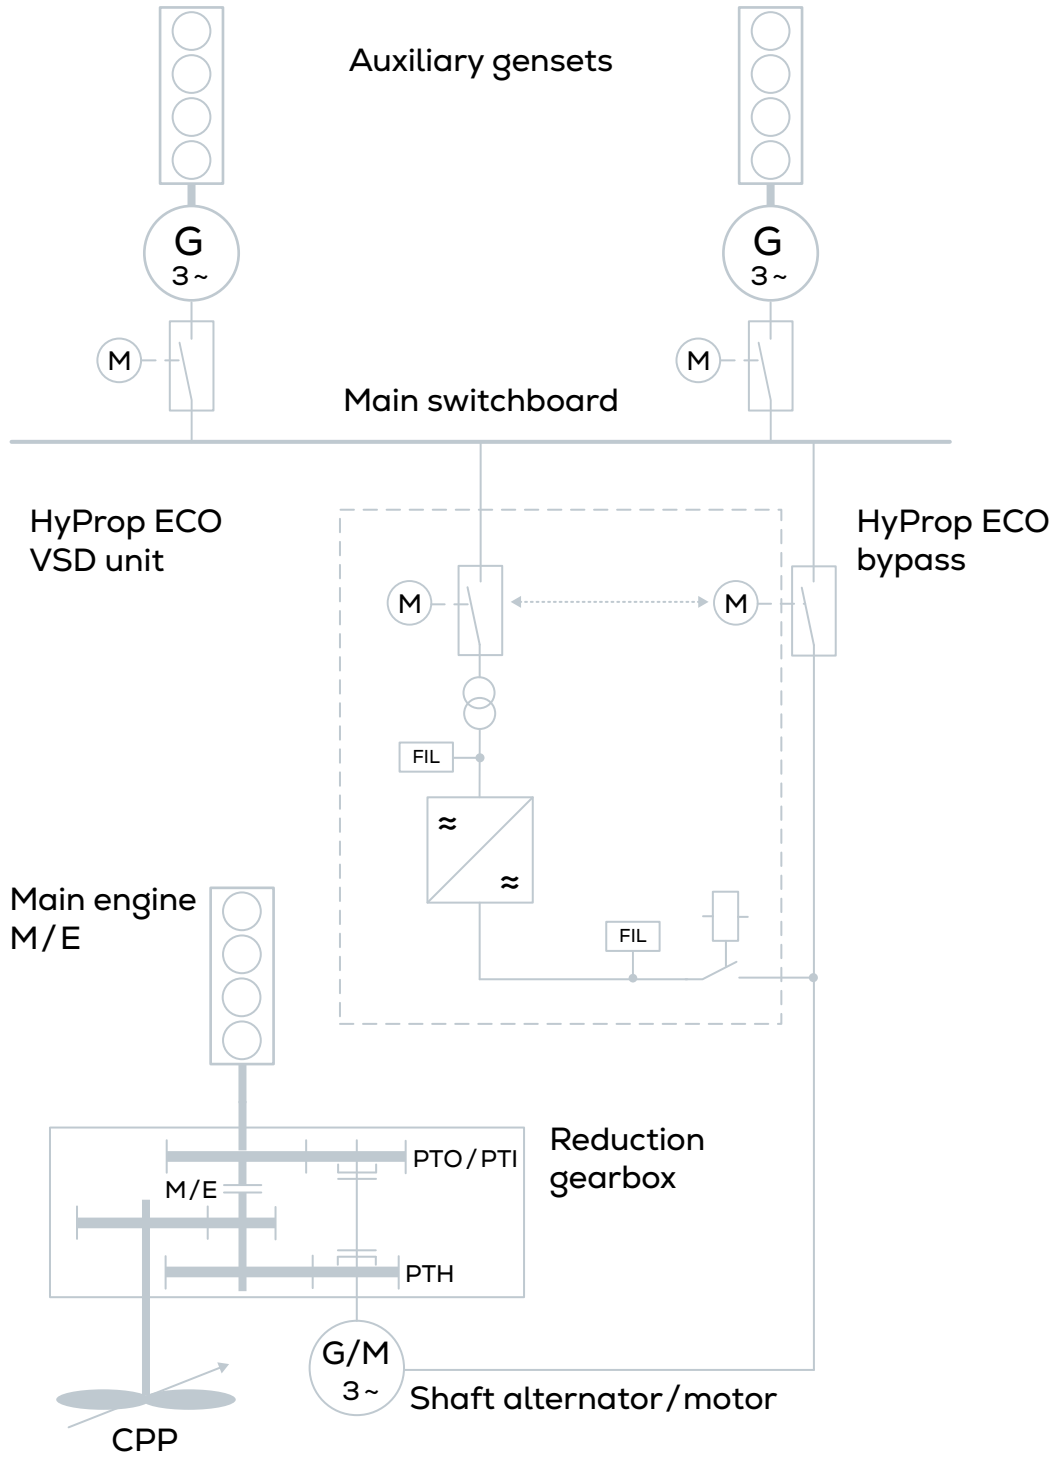 Auxiliary gensets
G
3 ~
G
3 ~
M
M
Main switchboard
HyProp ECO
VSD unit
HyProp ECO
bypass
M
M
FIL
≈
≈
Main engine
M / E
FIL
Reduction
gearbox
PTO / PTI
M / E
PTH
G/M
3 ~
Shaft alternator / motor
CPP